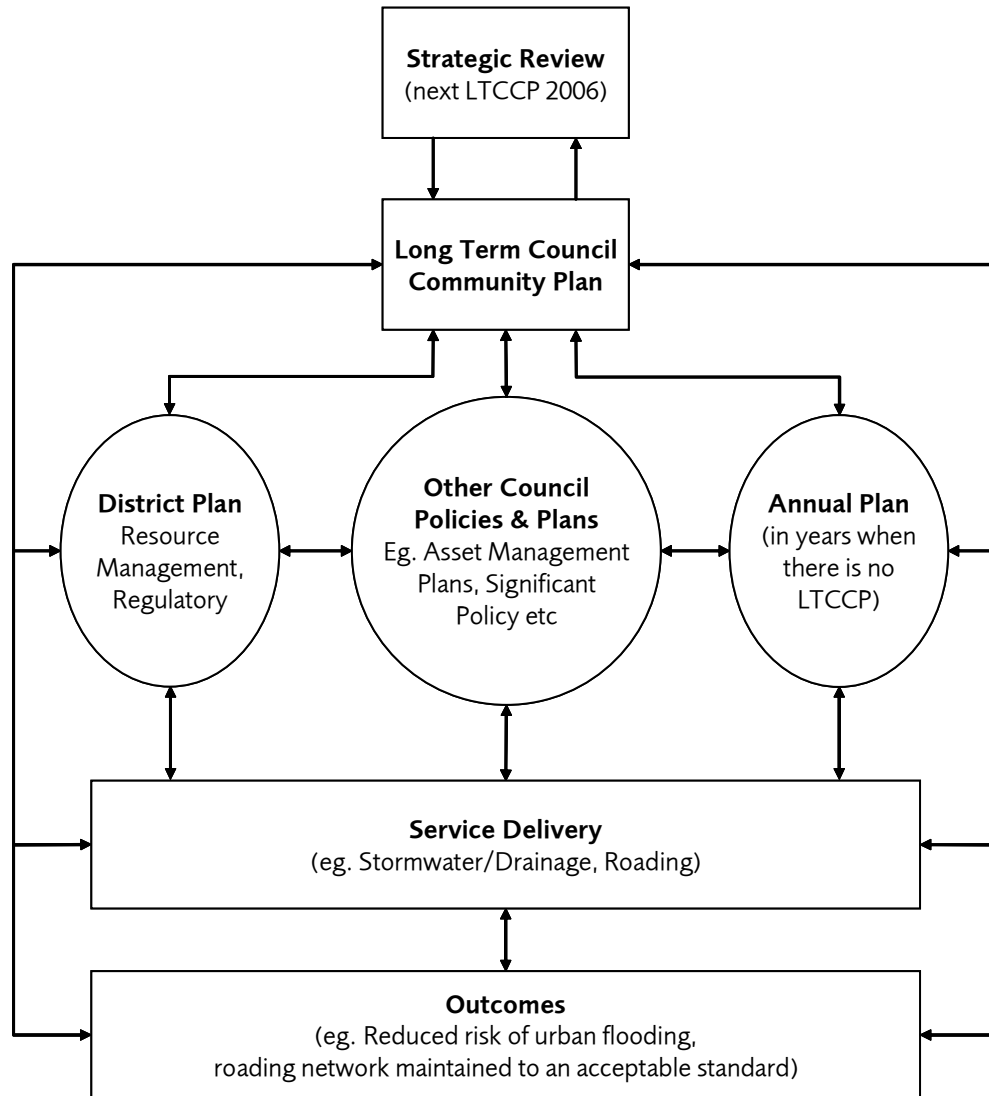 Strategic Review
(next LTCCP 2006)
Long Term Council
Community Plan
District Plan
Resource
Management,
Regulatory
Other Council
Policies & Plans
Eg. Asset Management
Plans, Significant
Policy etc
Annual Plan
(in years when
there is no
LTCCP)
Service Delivery
(eg. Stormwater/Drainage, Roading)
Outcomes
(eg. Reduced risk of urban flooding,
roading network maintained to an acceptable standard)